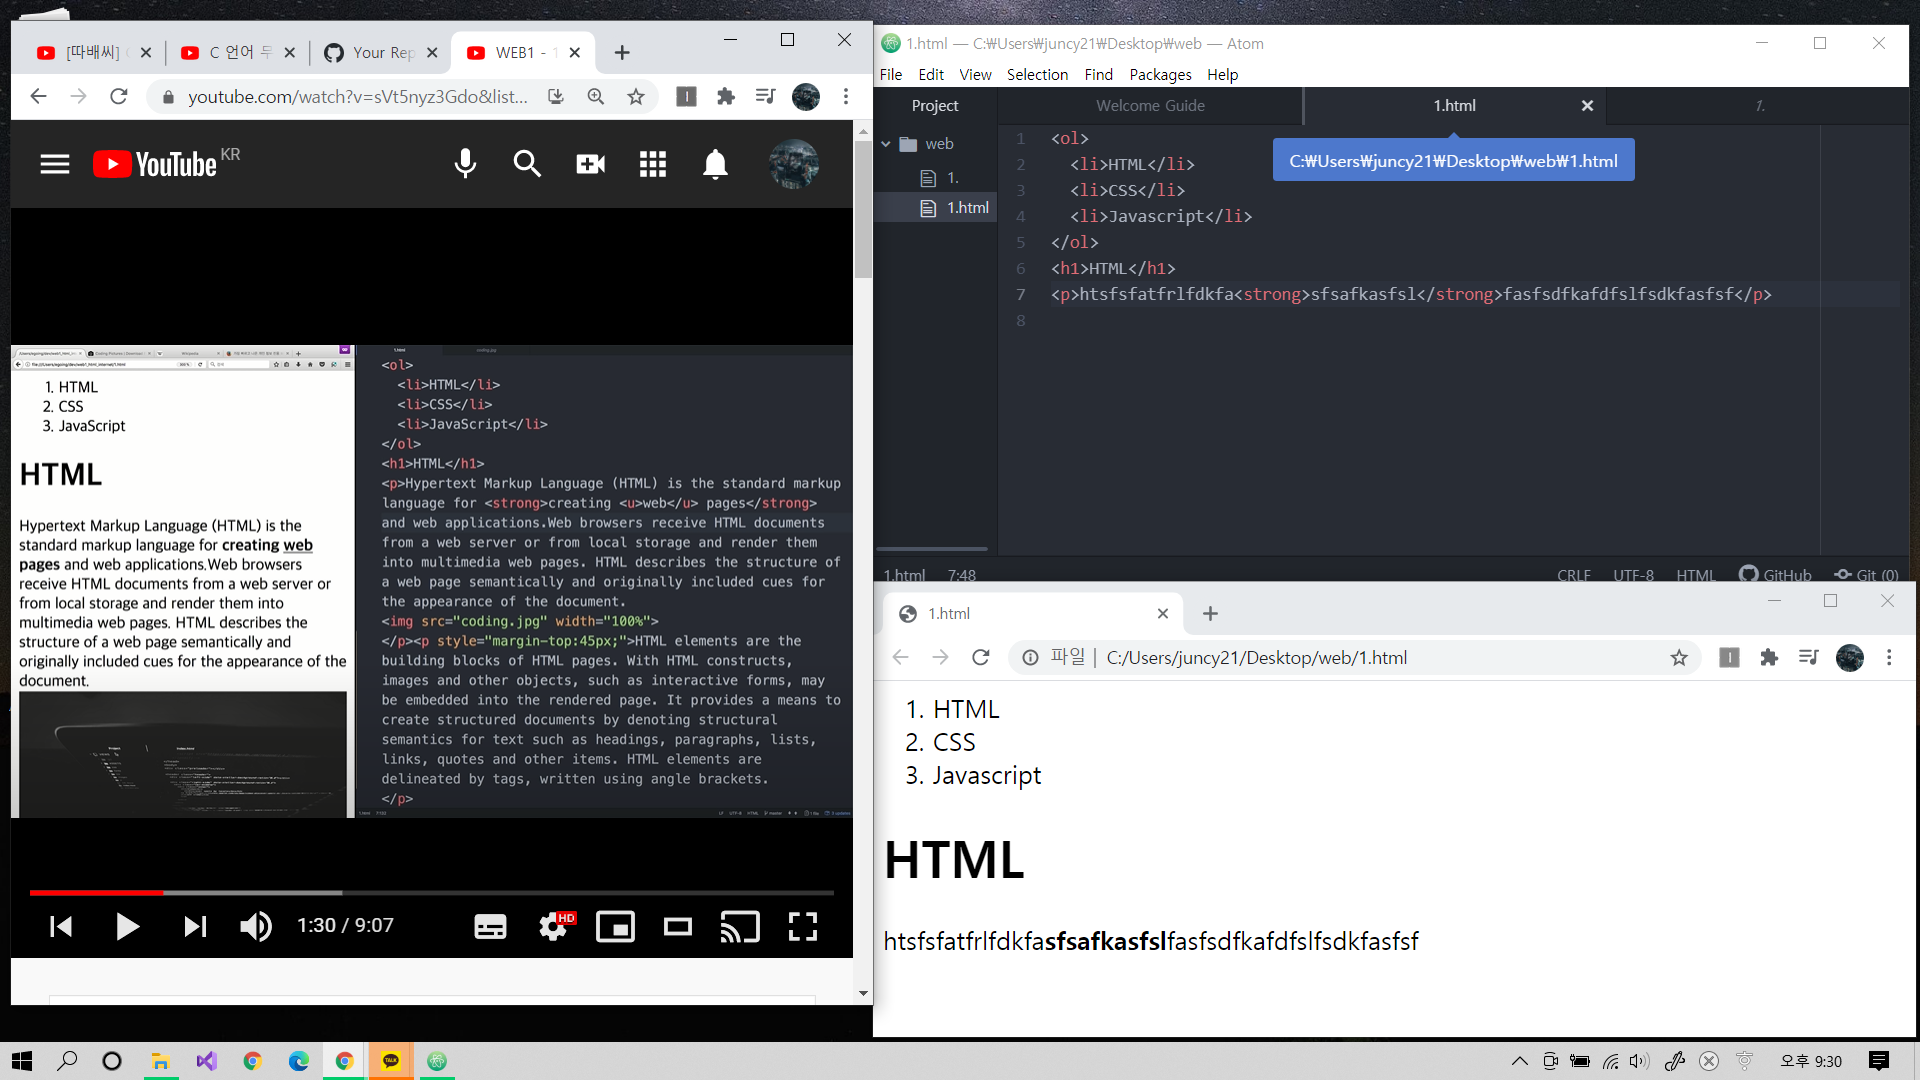 [따배씨]
C 언어 무
Your Rep
WEB1 - 1
youtube.com/watch?v=sVt5nyz3Gdo&list...
YouTube KR
1. HTML
2. CSS
3. JavaScript
HTML
Hypertext Markup Language (HTML) is the
standard markup language for creating web
pages and web applications.Web browsers
receive HTML documents from a web server or
from local storage and render them into
multimedia web pages. HTML describes the
structure of a web page semantically and
originally included cues for the appearance of the
document.
<ol>
<li>HTML</li>
<li>CSS</li>
<li>JavaScript</li>
</ol>
<h1>HTML</h1>
<p>Hypertext Markup Language (HTML) is the standard markup
language for <strong>creating <u>web</u> pages</strong>
and web applications.Web browsers receive HTML documents
from a web server or from local storage and render them
into multimedia web pages. HTML describes the structure of
a web page semantically and originally included cues for
the appearance of the document.
<img src="coding.jpg" width="100%">
</p><p style="margin-top:45px;">HTML elements are the
building blocks of HTML pages. With HTML constructs,
images and other objects, such as interactive forms, may
be embedded into the rendered page. It provides a means to
create structured documents by denoting structural
semantics for text such as headings, paragraphs, lists,
links, quotes and other items. HTML elements are
delineated by tags, written using angle brackets.
</p>
1:30 / 9:07
HD
1.html — C:₩Users₩juncy21₩Desktop₩web — Atom
File Edit View Selection Find Packages Help
Project
web
1.
1.html
Welcome Guide
1.html
1.
C:₩Users₩juncy21₩Desktop₩web₩1.html
1 <ol>
2 <li>HTML</li>
3 <li>CSS</li>
4 <li>Javascript</li>
5 </ol>
6 <h1>HTML</h1>
7 <p>htsfsfatfrlfdkfa<strong>sfsafkasfsl</strong>fasfsdfkafdfslfsdkfasfsf</p>
8
1.html 7:48 CRLF UTF-8 HTML GitHub Git (0)
1.html
파일 | C:/Users/juncy21/Desktop/web/1.html
1. HTML
2. CSS
3. Javascript
HTML
htsfsfatfrlfdkfasfsafkasfslfasfsdfkafdfslfsdkfasfsf
TALK
오후 9:30